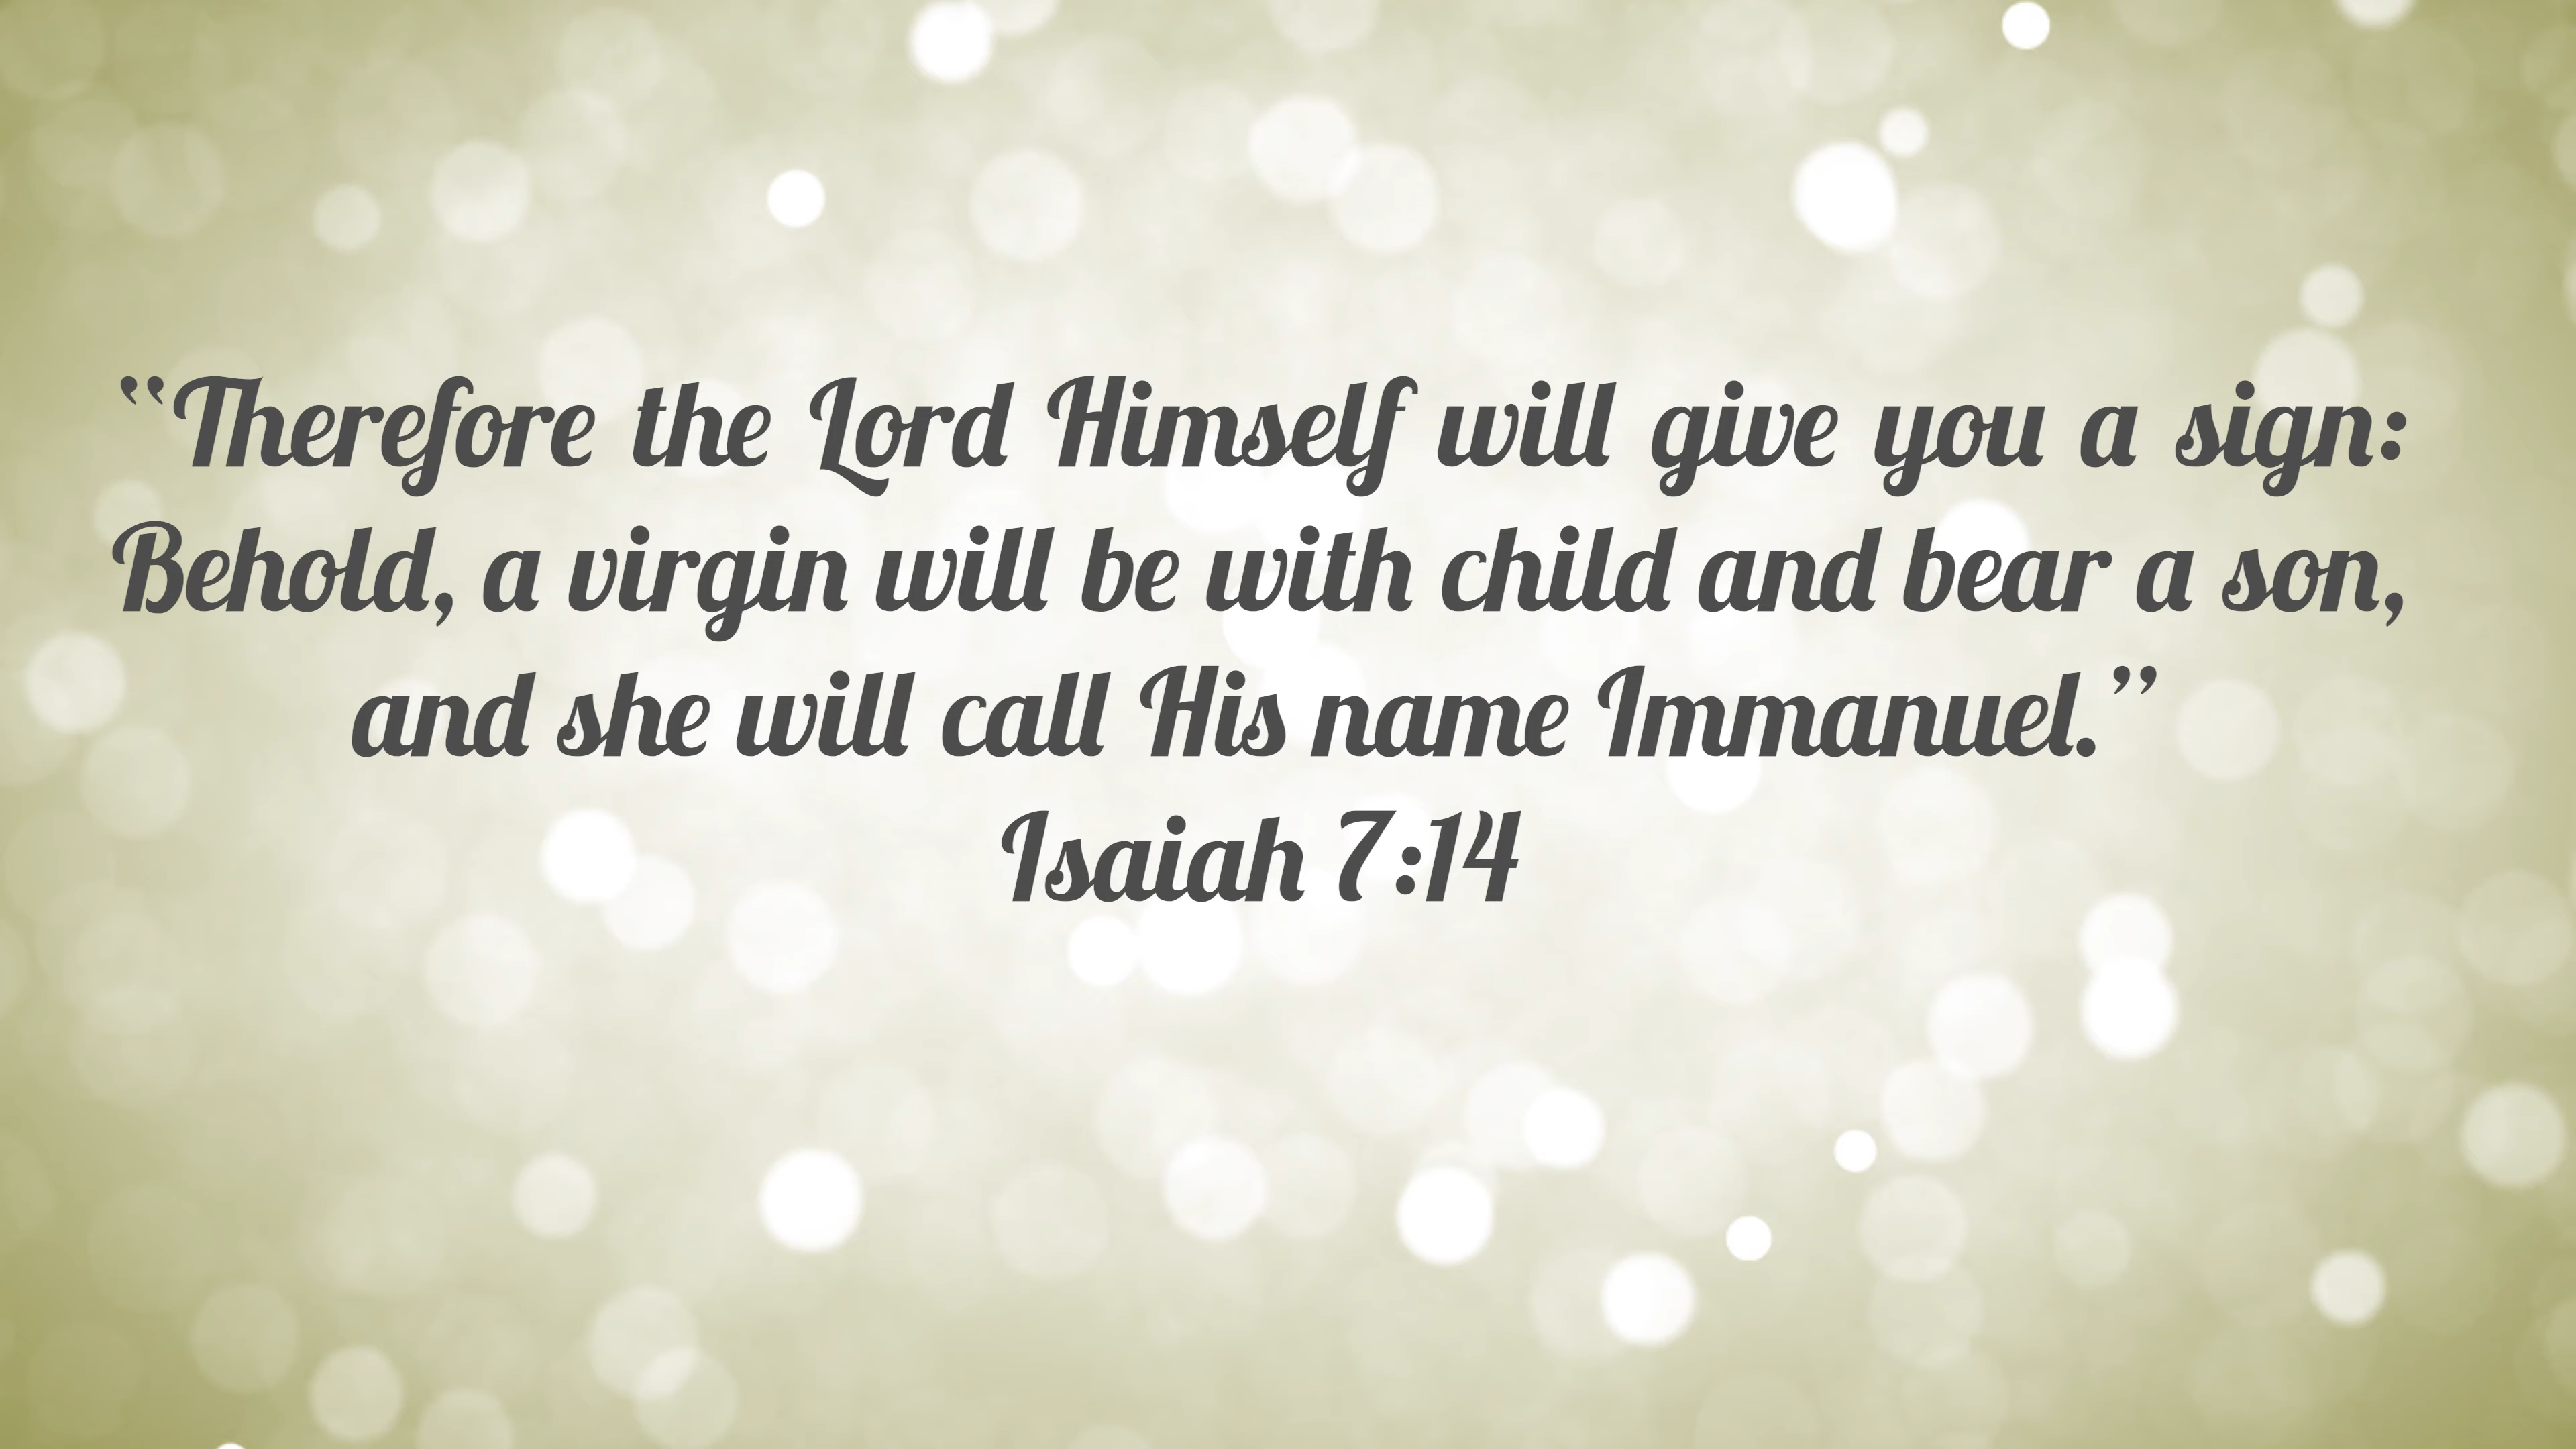 “Therefore the Lord Himself will give you a sign:
Behold, a virgin will be with child and bear a son,
and she will call His name Immanuel.”
Isaiah 7:14